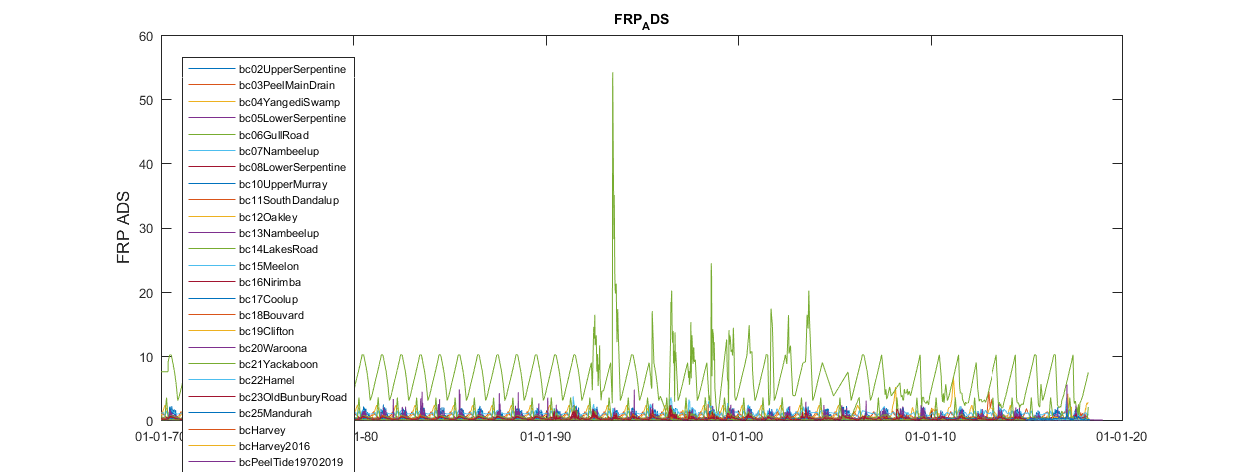 FRP_ADS
60
50
40
30
20
10
0
FRP ADS
bc02UpperSerpentine
bc03PeelMainDrain
bc04YangediSwamp
bc05LowerSerpentine
bc06GullRoad
bc07Nambeelup
bc08LowerSerpentine
bc10UpperMurray
bc11SouthDandalup
bc12Oakley
bc13Nambeelup
bc14LakesRoad
bc15Meelon
bc16Nirimba
bc17Coolup
bc18Bouvard
bc19Clifton
bc20Waroona
bc21Yackaboon
bc22Hamel
bc23OldBunburyRoad
bc25Mandurah
bcHarvey
bcHarvey2016
bcPeelTide19702019
01-01-70 1-80 01-01-90 01-01-00 01-01-10 01-01-20